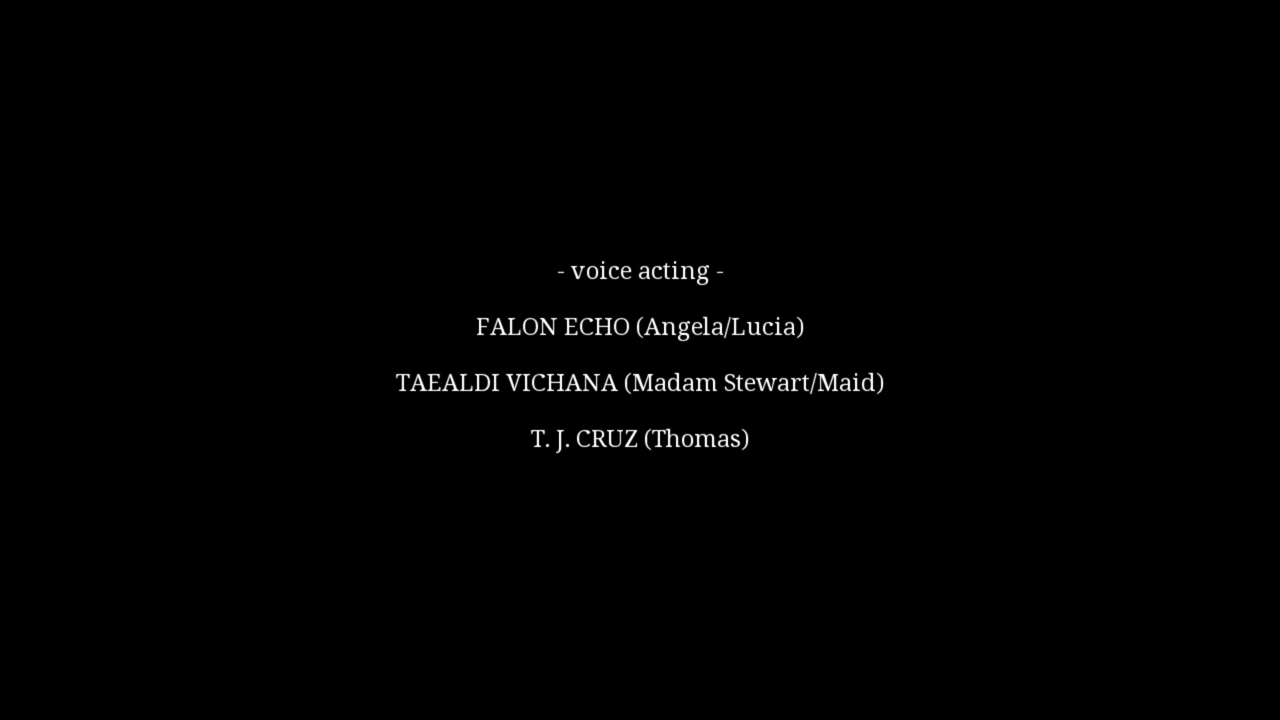 - voice acting -
FALON ECHO (Angela/Lucia)
TAEALDI VICHANA (Madam Stewart/Maid)
T. J. CRUZ (Thomas)